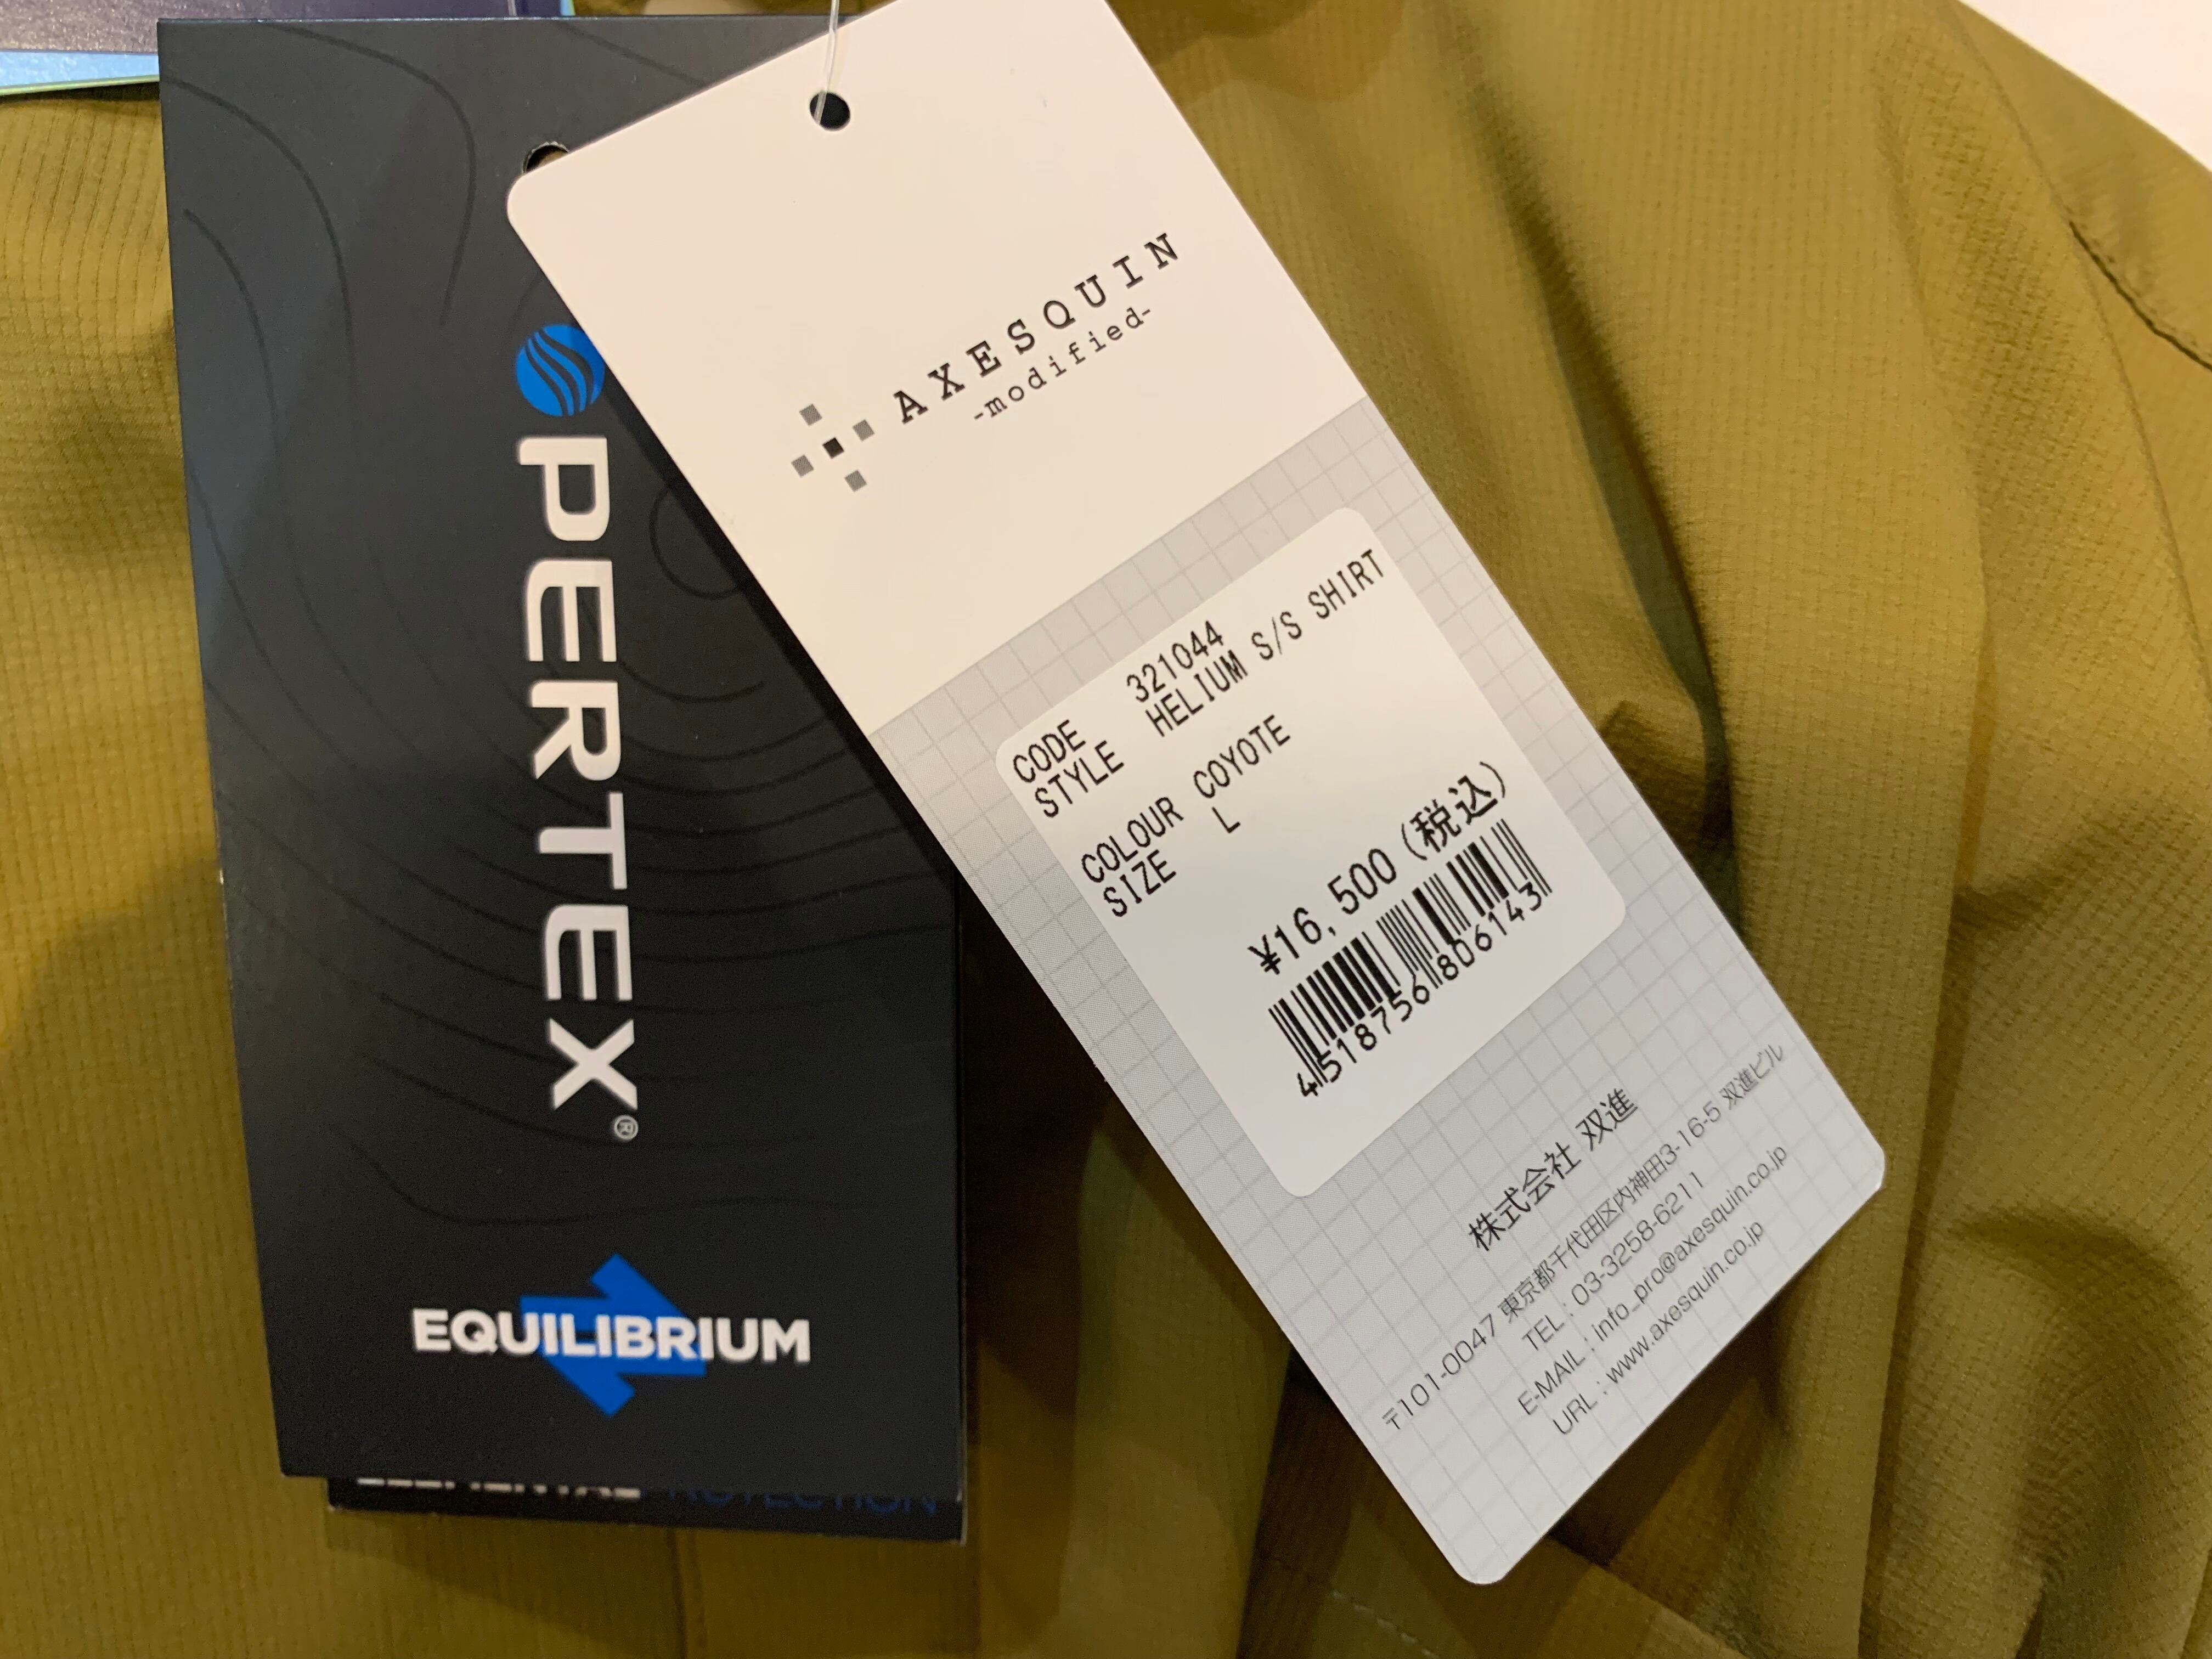 PERTEX®
EQUILIBRIUM
AXESQUIN
-modified-
CODE 321044
STYLE HELIUM S/S SHIRT
COLOUR COYOTE
SIZE L
¥16,500(税込)
4518756806143
株式会社 双進
〒101-0047 東京都千代田区内神田3-16-5 双進ビル
TEL : 03-3258-6211
E-MAIL : info_pro@axesquin.co.jp
URL : www.axesquin.co.jp